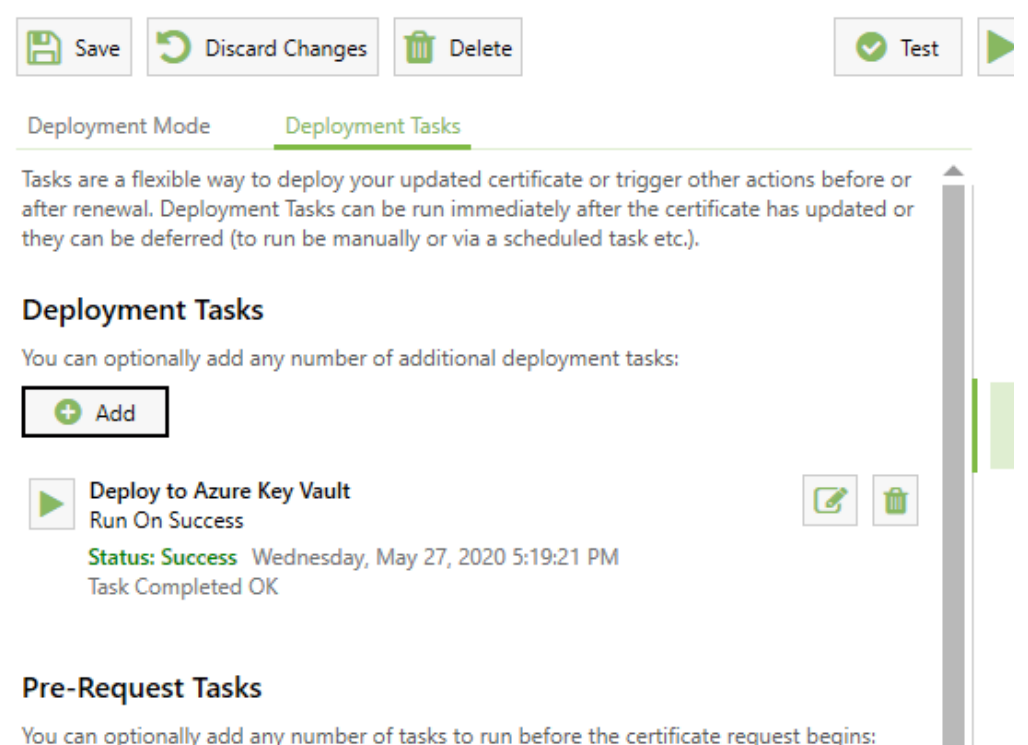 Save
Discard Changes
Delete
Test
Deployment Mode
Deployment Tasks
Tasks are a flexible way to deploy your updated certificate or trigger other actions before or
after renewal. Deployment Tasks can be run immediately after the certificate has updated or
they can be deferred (to run be manually or via a scheduled task etc.).
Deployment Tasks
You can optionally add any number of additional deployment tasks:
Add
Deploy to Azure Key Vault
Run On Success
Status: Success Wednesday, May 27, 2020 5:19:21 PM
Task Completed OK
Pre-Request Tasks
You can optionally add any number of tasks to run before the certificate request begins: